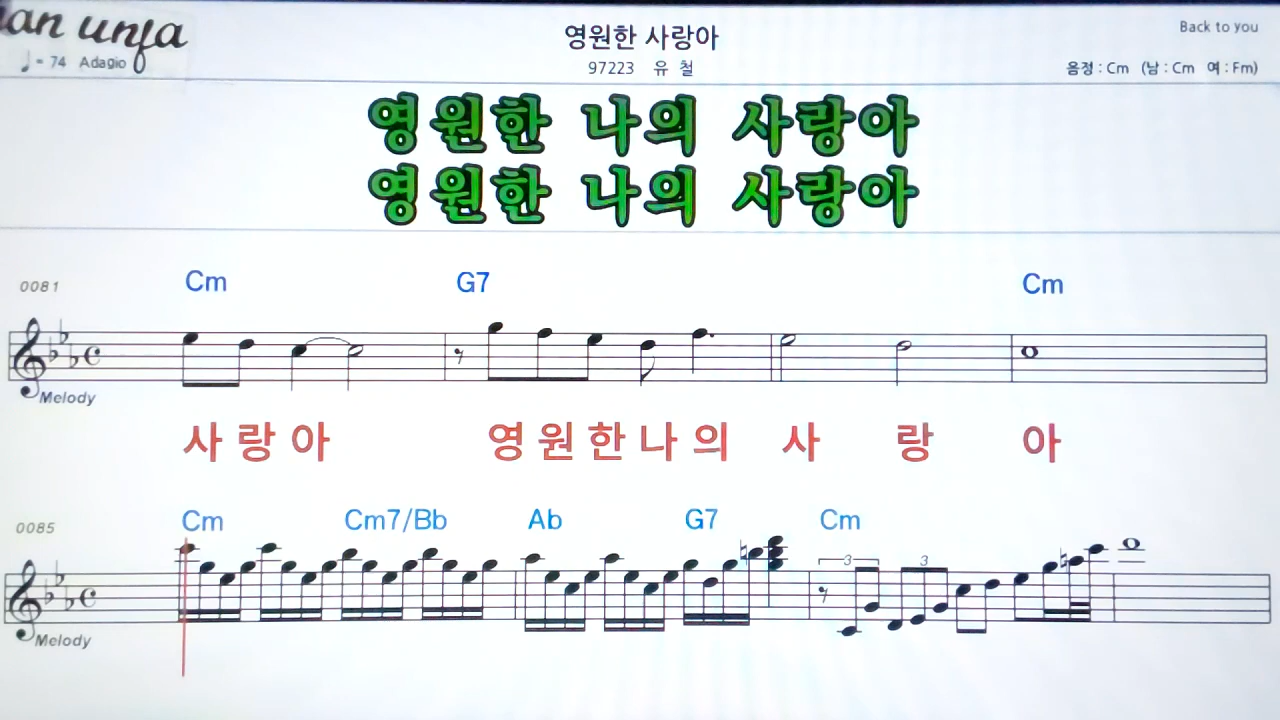 an unja
영원한 사랑아
Back to you
♩= 74 Adagio
97223 유 철
음정 : Cm (남 : Cm 여 : Fm)
영원한 나의 사랑아
영원한 나의 사랑아
0081 Cm G7 Cm
Melody
사 랑 아 영 원 한 나 의 사 랑 아
0085 Cm Cm7/Bb Ab G7 Cm
3 3
Melody